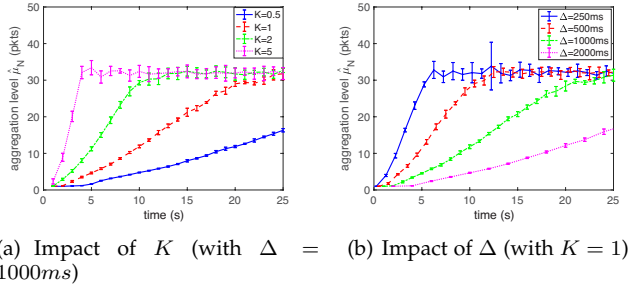 50
40
30
20
10
0
0 5 10 15 20 25
time (s)
aggregation level μ̂_N (pkts)
K=0.5
K=1
K=2
K=5
50
40
30
20
10
0
0 5 10 15 20 25
time (s)
aggregation level μ̂_N (pkts)
Δ=250ms
Δ=500ms
Δ=1000ms
Δ=2000ms
(a) Impact of K (with Δ =
1000ms)
(b) Impact of Δ (with K = 1)